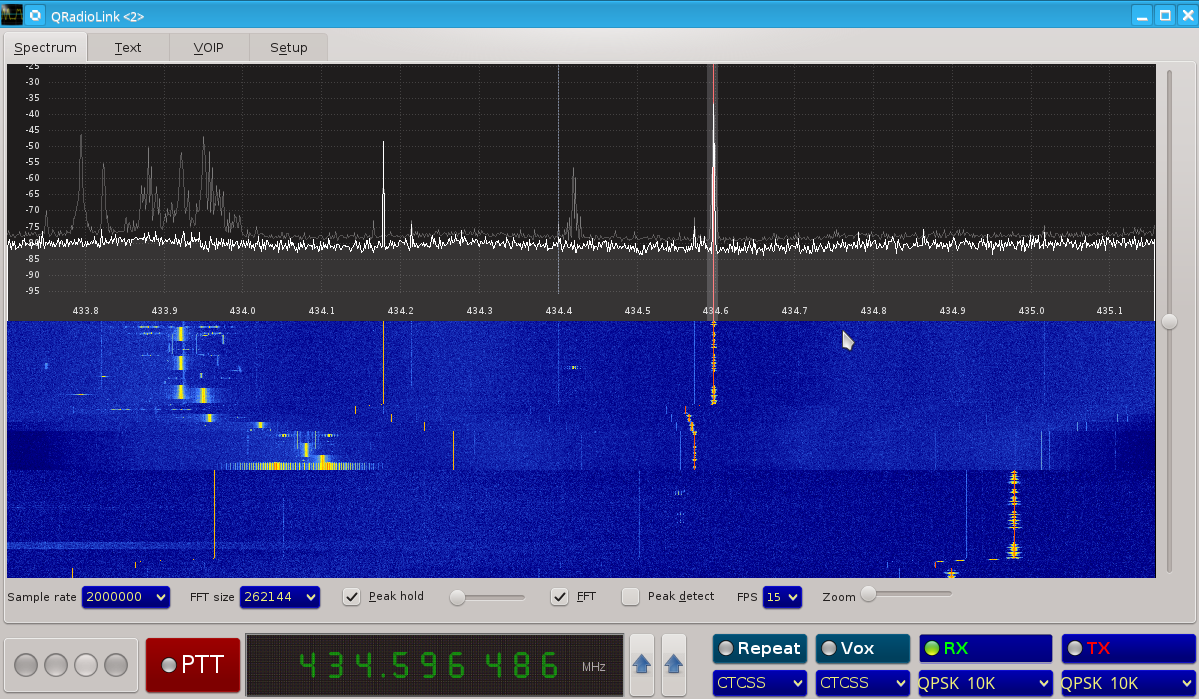 QRadioLink <2>
Spectrum Text VOIP Setup
-25
-30
-35
-40
-45
-50
-55
-60
-65
-70
-75
-80
-85
-90
-95
433.8 433.9 434.0 434.1 434.2 434.3 434.4 434.5 434.6 434.7 434.8 434.9 435.0 435.1
Sample rate 2000000 FFT size 262144 Peak hold FFT Peak detect FPS 15 Zoom
PTT 434.596 486 MHz Repeat Vox RX TX
CTCSS CTCSS QPSK 10K QPSK 10K